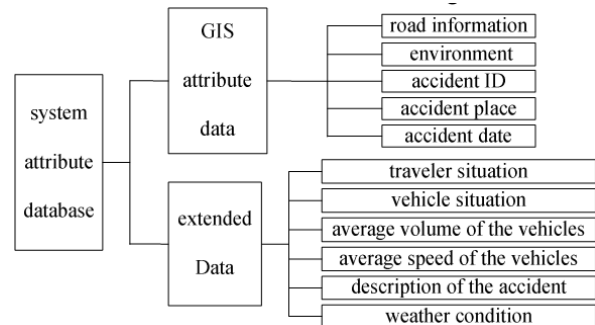 GIS
attribute
data
road information
environment
accident ID
accident place
accident date
system
attribute
database
extended
Data
traveler situation
vehicle situation
average volume of the vehicles
average speed of the vehicles
description of the accident
weather condition